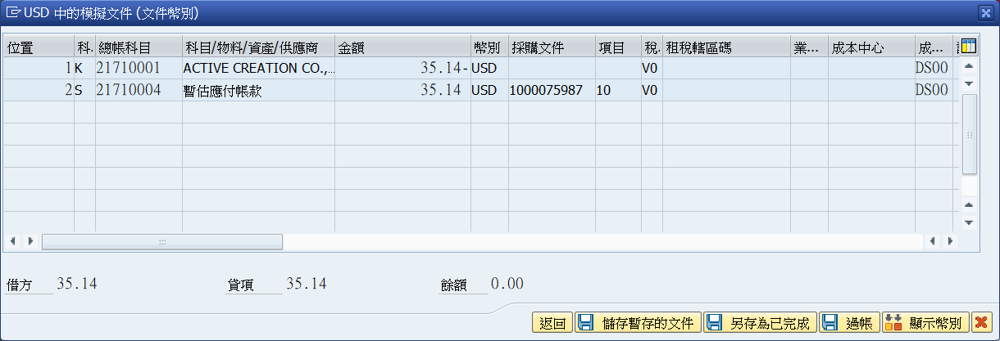 USD 中的模擬文件 (文件幣別)
位置 科. 總帳科目 科目/物料/資產/供應商 金額 幣別 採購文件 項目 稅. 租稅轄區碼 業... 成本中心 成...
1 K 21710001 ACTIVE CREATION CO.,... 35.14- USD V0 DS00
2 S 21710004 暫估應付帳款 35.14 USD 1000075987 10 V0 DS00
借方 35.14 貸項 35.14 餘額 0.00
返回 儲存暫存的文件 另存為已完成 過帳 顯示幣別